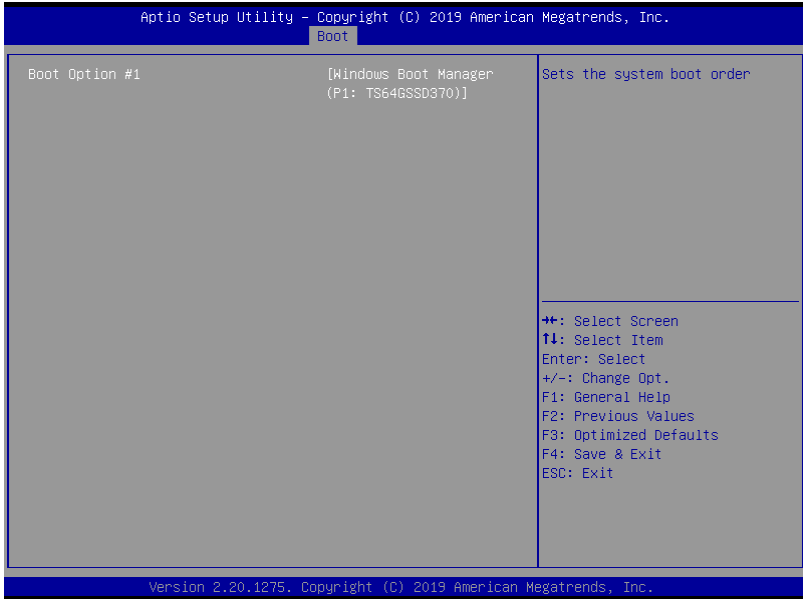 Aptio Setup Utility – Copyright (C) 2019 American Megatrends, Inc.
Boot
Boot Option #1 [Windows Boot Manager
(P1: TS64GSSD370)]
Sets the system boot order
→←: Select Screen
↑↓: Select Item
Enter: Select
+/-: Change Opt.
F1: General Help
F2: Previous Values
F3: Optimized Defaults
F4: Save & Exit
ESC: Exit
Version 2.20.1275. Copyright (C) 2019 American Megatrends, Inc.